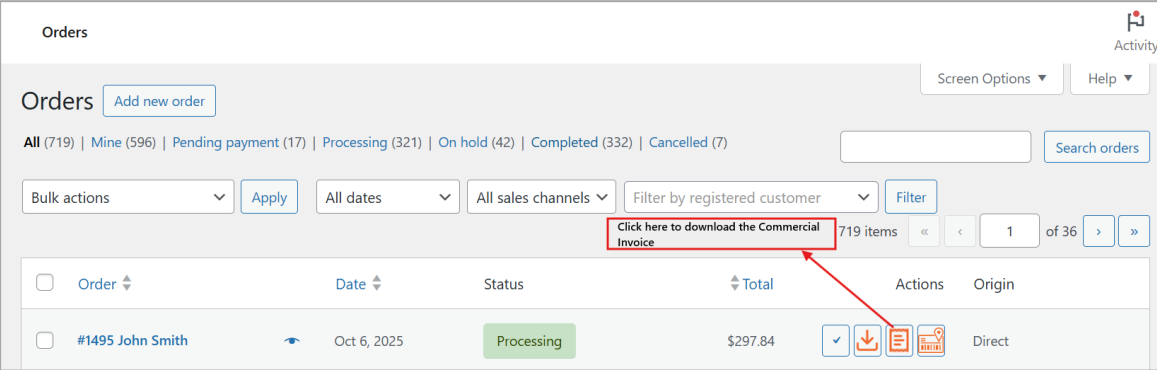 Orders
Activity
Screen Options
Help
Orders
Add new order
All (719) | Mine (596) | Pending payment (17) | Processing (321) | On hold (42) | Completed (332) | Cancelled (7)
Search orders
Bulk actions
Apply
All dates
All sales channels
Filter by registered customer
Filter
Click here to download the Commercial
Invoice
719 items
«
‹
1
of 36
›
»
Order
Date
Status
Total
Actions
Origin
#1495 John Smith
Oct 6, 2025
Processing
$297.84
Direct